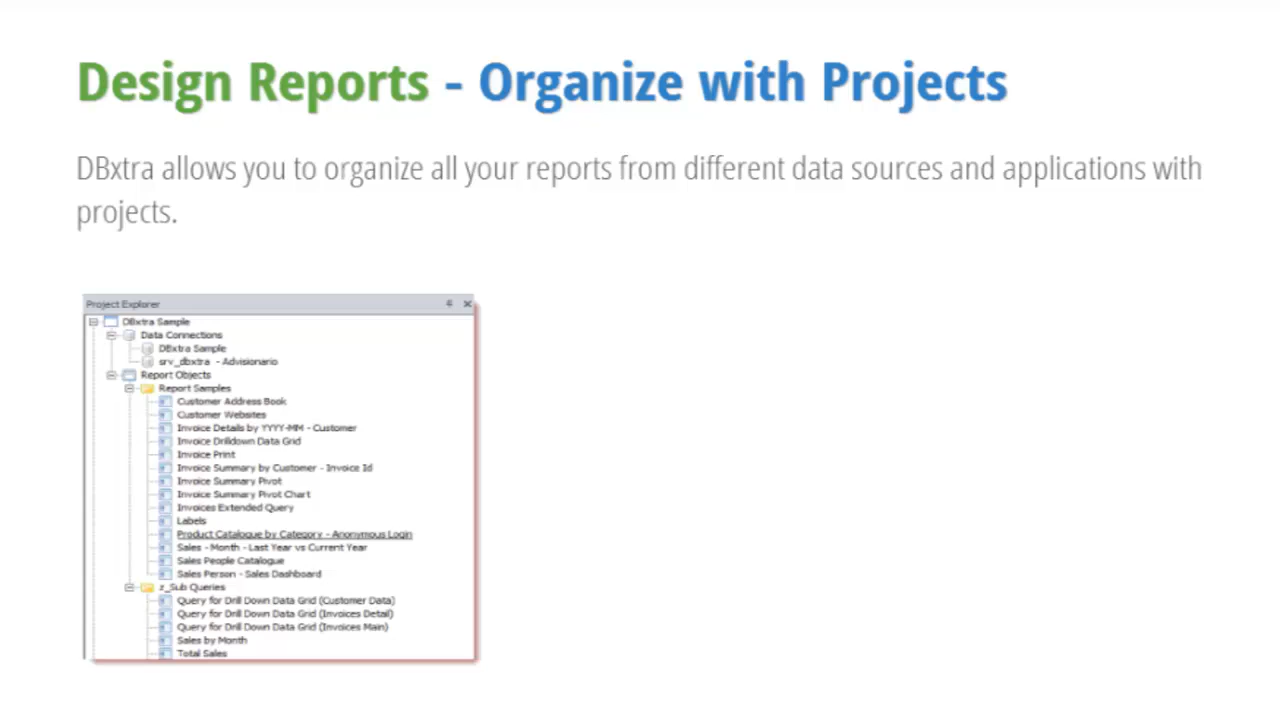 Design Reports - Organize with Projects
DBxtra allows you to organize all your reports from different data sources and applications with
projects.
Project Explorer
DBxtra Sample
Data Connections
DBxtra Sample
srv_dbxtra - Advisionario
Report Objects
Report Samples
Customer Address Book
Customer Websites
Invoice Details by YYYY-MM - Customer
Invoice Drilldown Data Grid
Invoice Print
Invoice Summary by Customer - Invoice Id
Invoice Summary Pivot
Invoice Summary Pivot Chart
Invoices Extended Query
Labels
Product Catalogue by Category - Anonymous Login
Sales - Month - Last Year vs Current Year
Sales People Catalogue
Sales Person - Sales Dashboard
z_Sub Queries
Query for Drill Down Data Grid (Customer Data)
Query for Drill Down Data Grid (Invoices Detail)
Query for Drill Down Data Grid (Invoices Main)
Sales by Month
Total Sales